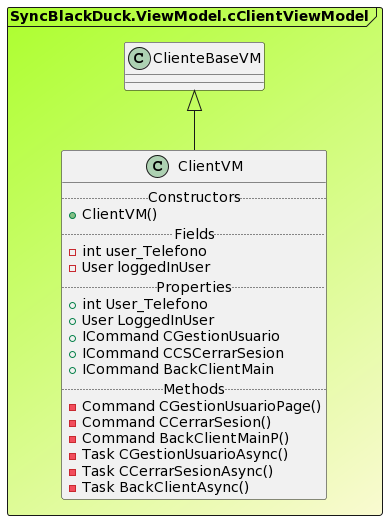 SyncBlackDuck.ViewModel.cClientViewModel
C ClienteBaseVM
C ClientVM
Constructors
ClientVM()
Fields
int user_Telefono
User loggedInUser
Properties
int User_Telefono
User LoggedInUser
ICommand CGestionUsuario
ICommand CCSCerrarSesion
ICommand BackClientMain
Methods
Command CGestionUsuarioPage()
Command CCerrarSesion()
Command BackClientMainP()
Task CGestionUsuarioAsync()
Task CCerrarSesionAsync()
Task BackClientAsync()